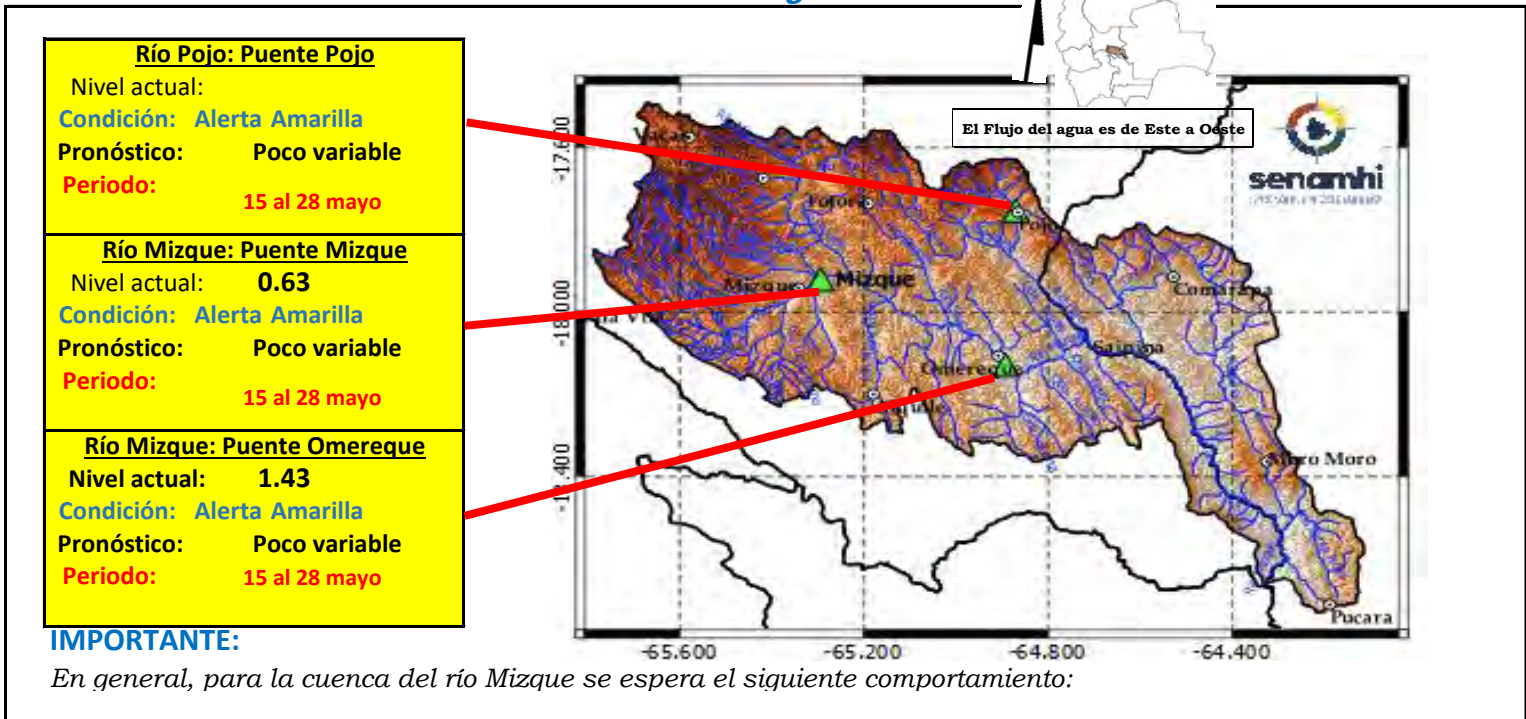 Río Pojo: Puente Pojo
Nivel actual:
Condición: Alerta Amarilla
Pronóstico: Poco variable
Periodo:
15 al 28 mayo
Río Mizque: Puente Mizque
Nivel actual: 0.63
Condición: Alerta Amarilla
Pronóstico: Poco variable
Periodo:
15 al 28 mayo
Río Mizque: Puente Omereque
Nivel actual: 1.43
Condición: Alerta Amarilla
Pronóstico: Poco variable
Periodo: 15 al 28 mayo
El Flujo del agua es de Este a Oeste
senamhi
-17.600
Pojo
Mizque Mizque
Comarapa
-18.000
Saipina
Omereque
Moro Moro
Pucara
-65.600 -65.200 -64.800 -64.400
IMPORTANTE:
En general, para la cuenca del río Mizque se espera el siguiente comportamiento: